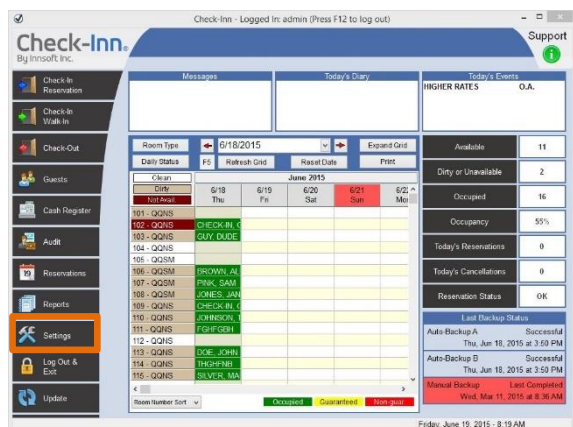 Check-Inn - Logged In: admin (Press F12 to log out)
Check-Inn®
By Innsoft Inc.
Support
Check-In
Reservation
Check-In
Walk-In
Check-Out
Guests
Cash Register
Audit
Reservations
Reports
Settings
Log Out &
Exit
Update
Messages
Today's Diary
Today's Events
HIGHER RATES O.A.
Room Type 6/18/2015 Expand Grid
Daily Status F5 Refresh Grid Reset Date Print
Clean June 2015
Dirty 6/18 6/19 6/20 6/21 6/22
Not Avail. Thu Fri Sat Sun Mon
101 - QQNS
102 - QQNS CHECK-IN, C
103 - QQNS GUY, DUDE
104 - QQNS
105 - QQSM
106 - QQSM BROWN, AL
107 - QQSM PINK, SAM
108 - QQSM JONES, JAN
109 - QQNS CHECK-IN, C
110 - QQNS JOHNSON, T
111 - QQNS FGHFGBH
112 - QQNS
113 - QQNS DOE, JOHN
114 - QQNS THGHFNB
115 - QQNS SILVER, MA
Room Number Sort Occupied Guaranteed Non-guar
Available 11
Dirty or Unavailable 2
Occupied 16
Occupancy 55%
Today's Reservations 0
Today's Cancellations 0
Reservation Status OK
Last Backup Status
Auto-Backup A Successful
Thu, Jun 18, 2015 at 3:50 PM
Auto-Backup B Successful
Thu, Jun 18, 2015 at 3:50 PM
Manual Backup Last Completed
Wed, Mar 11, 2015 at 8:36 AM
Friday, June 19, 2015 - 8:19 AM